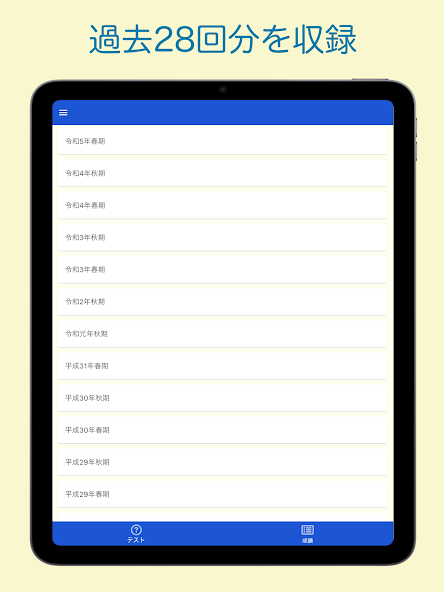 過去28回分を収録
令和5年春期
令和4年秋期
令和4年春期
令和3年秋期
令和3年春期
令和2年秋期
令和元年秋期
平成31年春期
平成30年秋期
平成30年春期
平成29年秋期
平成29年春期
テスト
成績